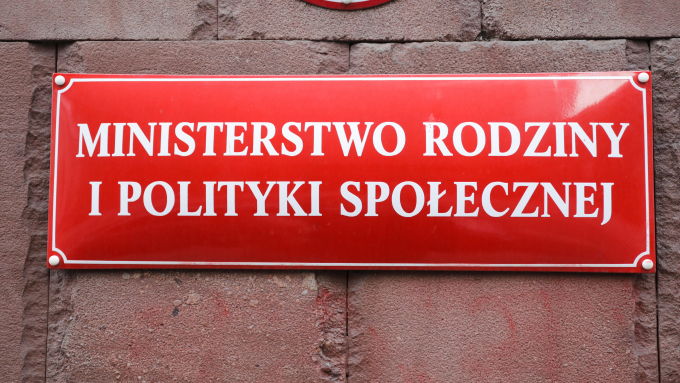 MINISTERSTWO RODZINY
I POLITYKI SPOŁECZNEJ